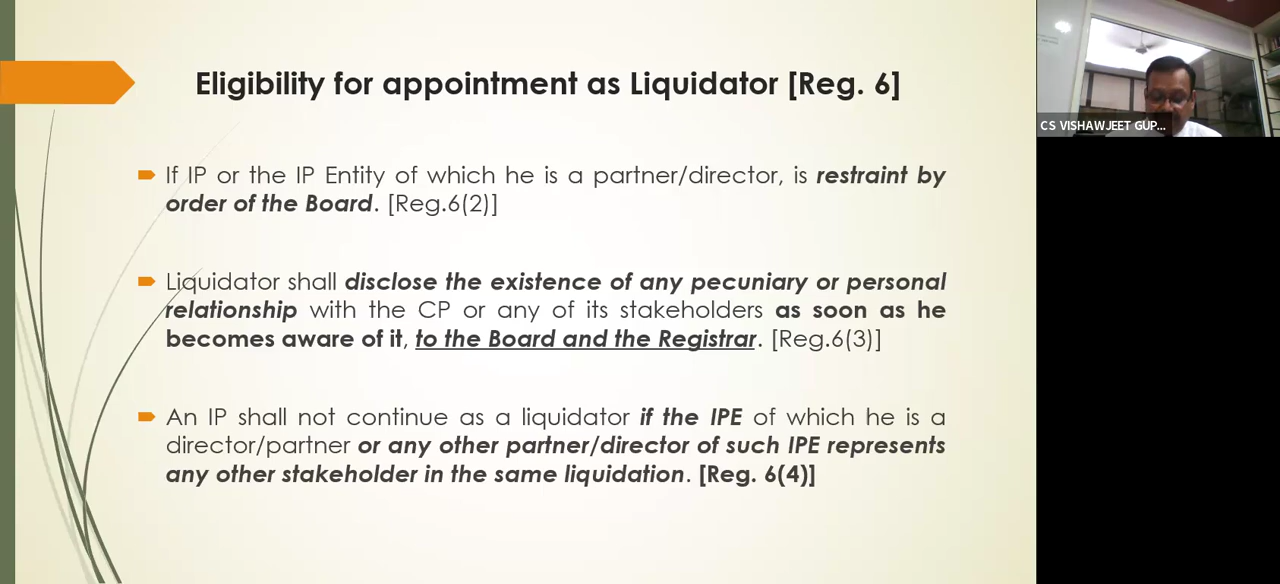 Eligibility for appointment as Liquidator [Reg. 6]
If IP or the IP Entity of which he is a partner/director, is restraint by
order of the Board. [Reg.6(2)]
Liquidator shall disclose the existence of any pecuniary or personal
relationship with the CP or any of its stakeholders as soon as he
becomes aware of it, to the Board and the Registrar. [Reg.6(3)]
An IP shall not continue as a liquidator if the IPE of which he is a
director/partner or any other partner/director of such IPE represents
any other stakeholder in the same liquidation. [Reg. 6(4)]
CS VISHAWJEET GUP...